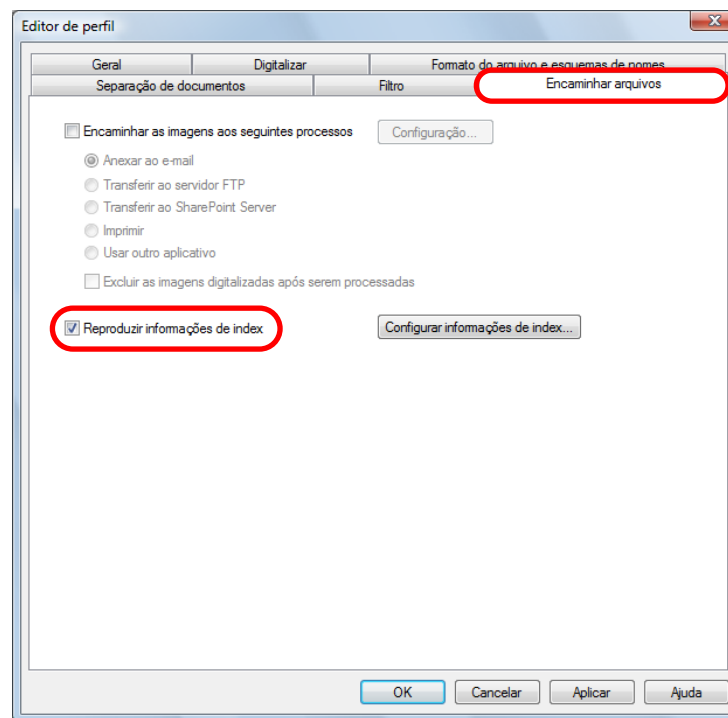 Editor de perfil
Geral Digitalizar Formato do arquivo e esquemas de nomes
Separação de documentos Filtro Encaminhar arquivos
Encaminhar as imagens aos seguintes processos Configuração...
Anexar ao e-mail
Transferir ao servidor FTP
Transferir ao SharePoint Server
Imprimir
Usar outro aplicativo
Excluir as imagens digitalizadas após serem processadas
Reproduzir informações de index Configurar informações de index...
OK Cancelar Aplicar Ajuda